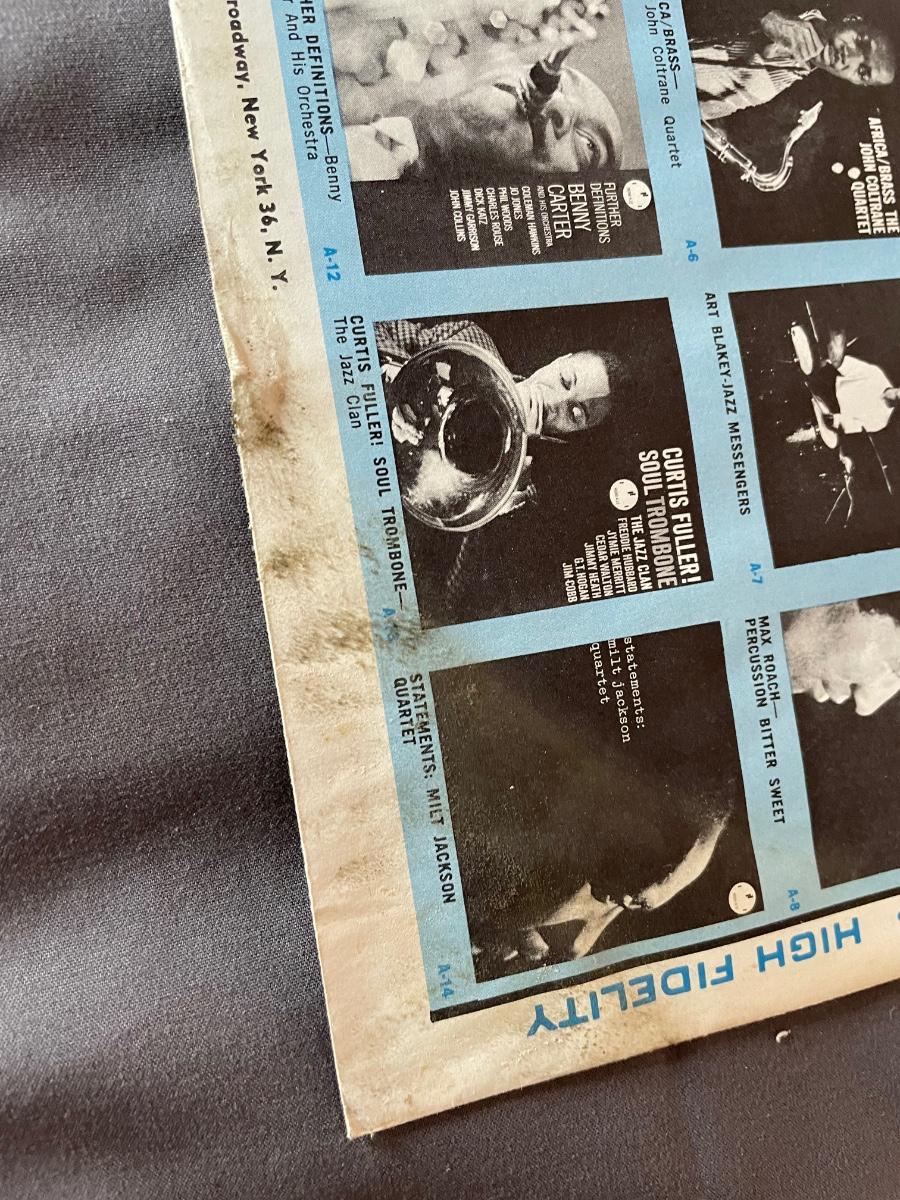 CA/BRASS—
John Coltrane Quartet
A-6
AFRICA/BRASS THE
JOHN COLTRANE
QUARTET
ART BLAKEY-JAZZ MESSENGERS
A-7
MAX ROACH—
PERCUSSION BITTER SWEET
A-8
HER DEFINITIONS—Benny
r And His Orchestra
A-12
FURTHER
DEFINITIONS
BENNY
CARTER
AND HIS ORCHESTRA
COLEMAN HAWKINS
JO JONES
PHIL WOODS
CHARLES ROUSE
DICK KATZ
JIMMY GARRISON
JOHN COLLINS
CURTIS FULLER! SOUL TROMBONE—
The Jazz Clan
CURTIS FULLER!
SOUL TROMBONE
THE JAZZ CLAN
FREDDIE HUBBARD
JYMIE MERRITT
CEDAR WALTON
JIMMY HEATH
G.T. HOGAN
JIM COBB
STATEMENTS: MILT JACKSON
QUARTET
A-14
statements:
milt jackson
quartet
roadway, New York 36, N. Y.
HIGH FIDELITY